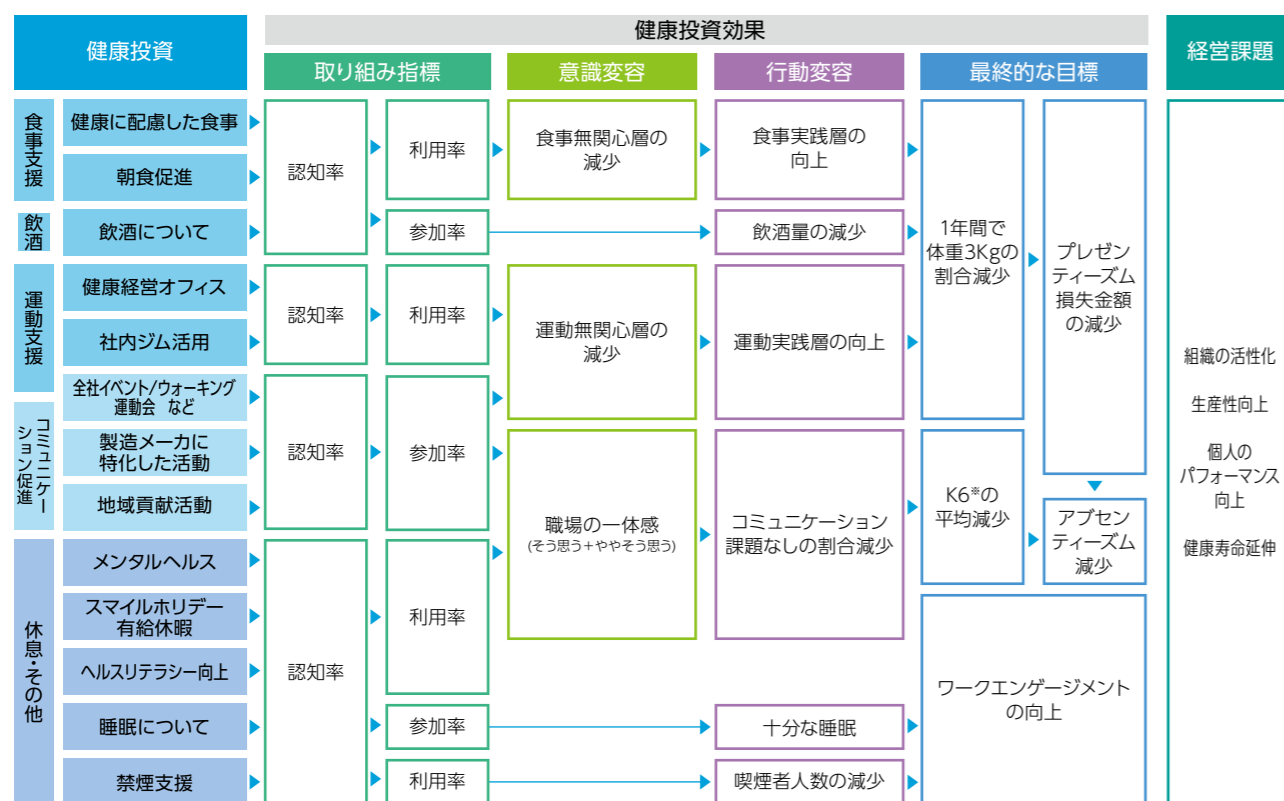 健康投資
健康投資効果
取り組み指標
意識変容
行動変容
最終的な目標
経営課題
食事支援
健康に配慮した食事
朝食促進
飲酒
飲酒について
運動支援
健康経営オフィス
社内ジム活用
全社イベント/ウォーキング
運動会 など
コミュニケー
ション促進
製造メーカに
特化した活動
地域貢献活動
休息・その他
メンタルヘルス
スマイルホリデー
有給休暇
ヘルスリテラシー向上
睡眠について
禁煙支援
認知率
認知率
認知率
認知率
利用率
参加率
利用率
参加率
利用率
参加率
利用率
食事無関心層の
減少
運動無関心層の
減少
職場の一体感
(そう思う+ややそう思う)
食事実践層の
向上
飲酒量の減少
運動実践層の向上
コミュニケーション
課題なしの割合減少
十分な睡眠
喫煙者人数の減少
1年間で
体重3Kgの
割合減少
K6※の
平均減少
プレゼン
ティーズム
損失金額
の減少
アブセン
ティーズム
減少
ワークエンゲージメント
の向上
組織の活性化
生産性向上
個人の
パフォーマンス
向上
健康寿命延伸